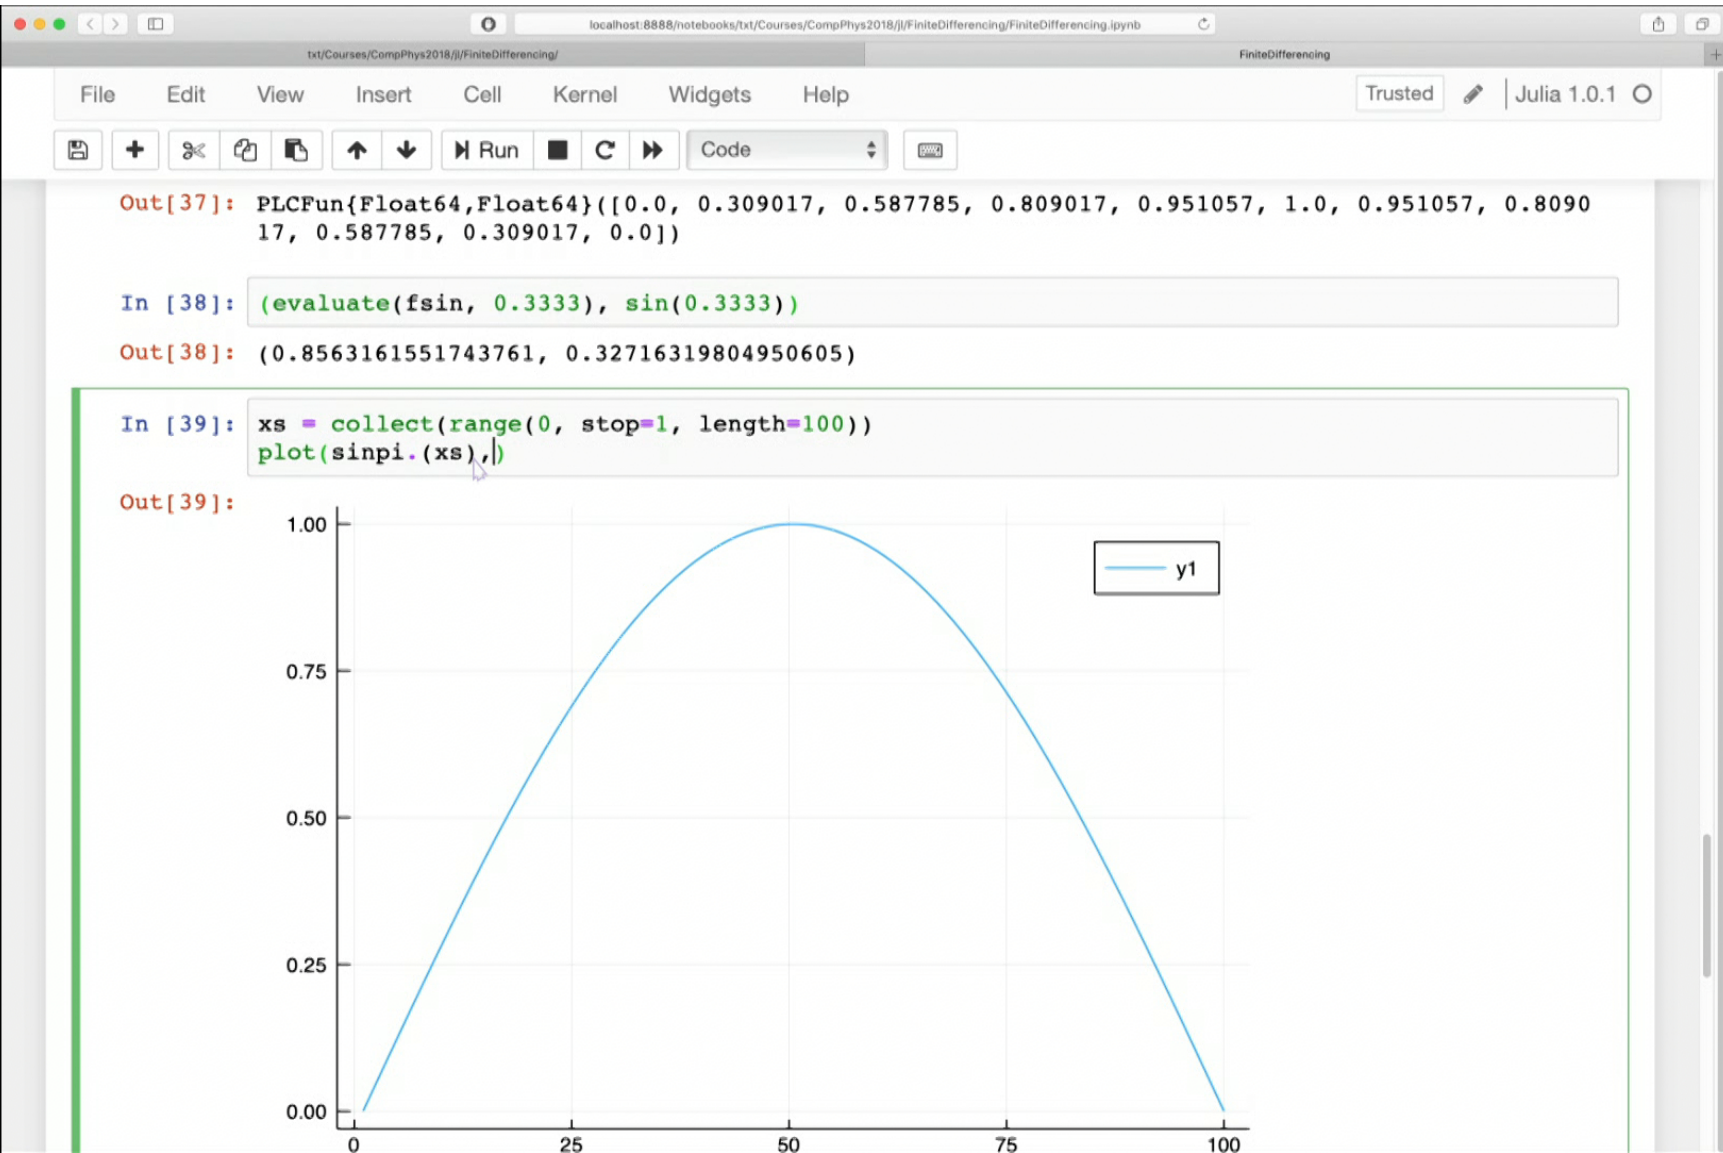 localhost:8888/notebooks/txt/Courses/CompPhys2018/jl/FiniteDifferencing/FiniteDifferencing.ipynb
txt/Courses/CompPhys2018/jl/FiniteDifferencing/ FiniteDifferencing
File Edit View Insert Cell Kernel Widgets Help Trusted Julia 1.0.1
Run Code
Out[37]: PLCFun{Float64,Float64}([0.0, 0.309017, 0.587785, 0.809017, 0.951057, 1.0, 0.951057, 0.8090
17, 0.587785, 0.309017, 0.0])
In [38]: (evaluate(fsin, 0.3333), sin(0.3333))
Out[38]: (0.8563161551743761, 0.32716319804950605)
In [39]: xs = collect(range(0, stop=1, length=100))
plot(sinpi.(xs),)
Out[39]:
1.00
y1
0.75
0.50
0.25
0.00
0 25 50 75 100